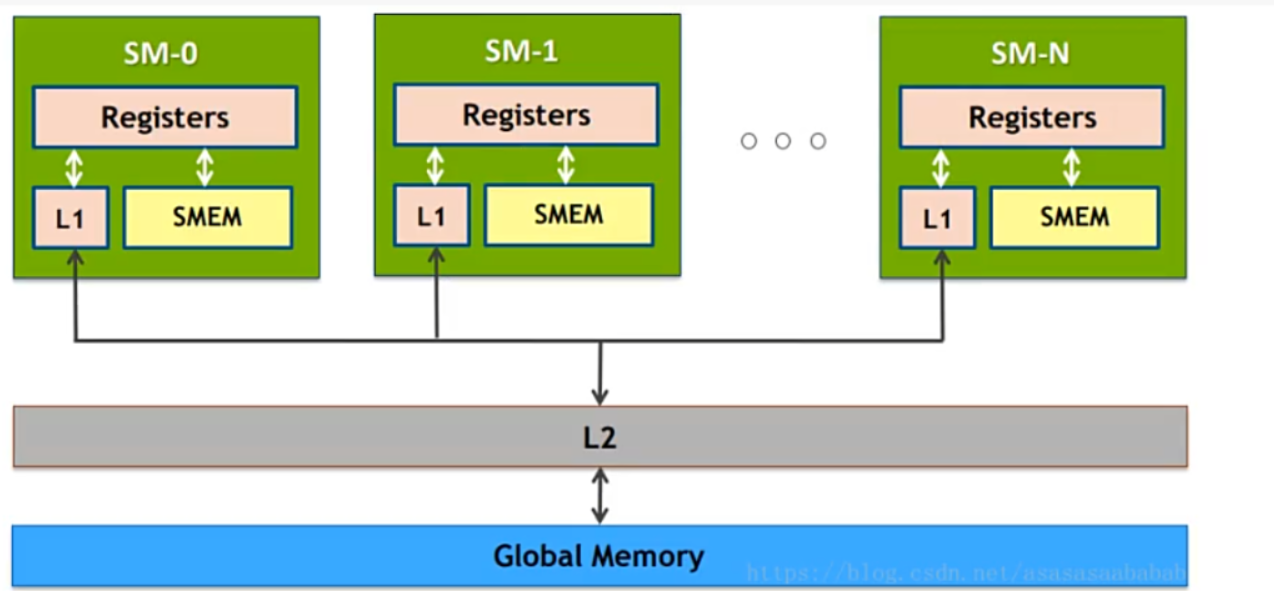 SM-0
SM-1
SM-N
Registers
Registers
Registers
L1
SMEM
L1
SMEM
L1
SMEM
L2
Global Memory
https://blog.csdn.net/asasasaababab